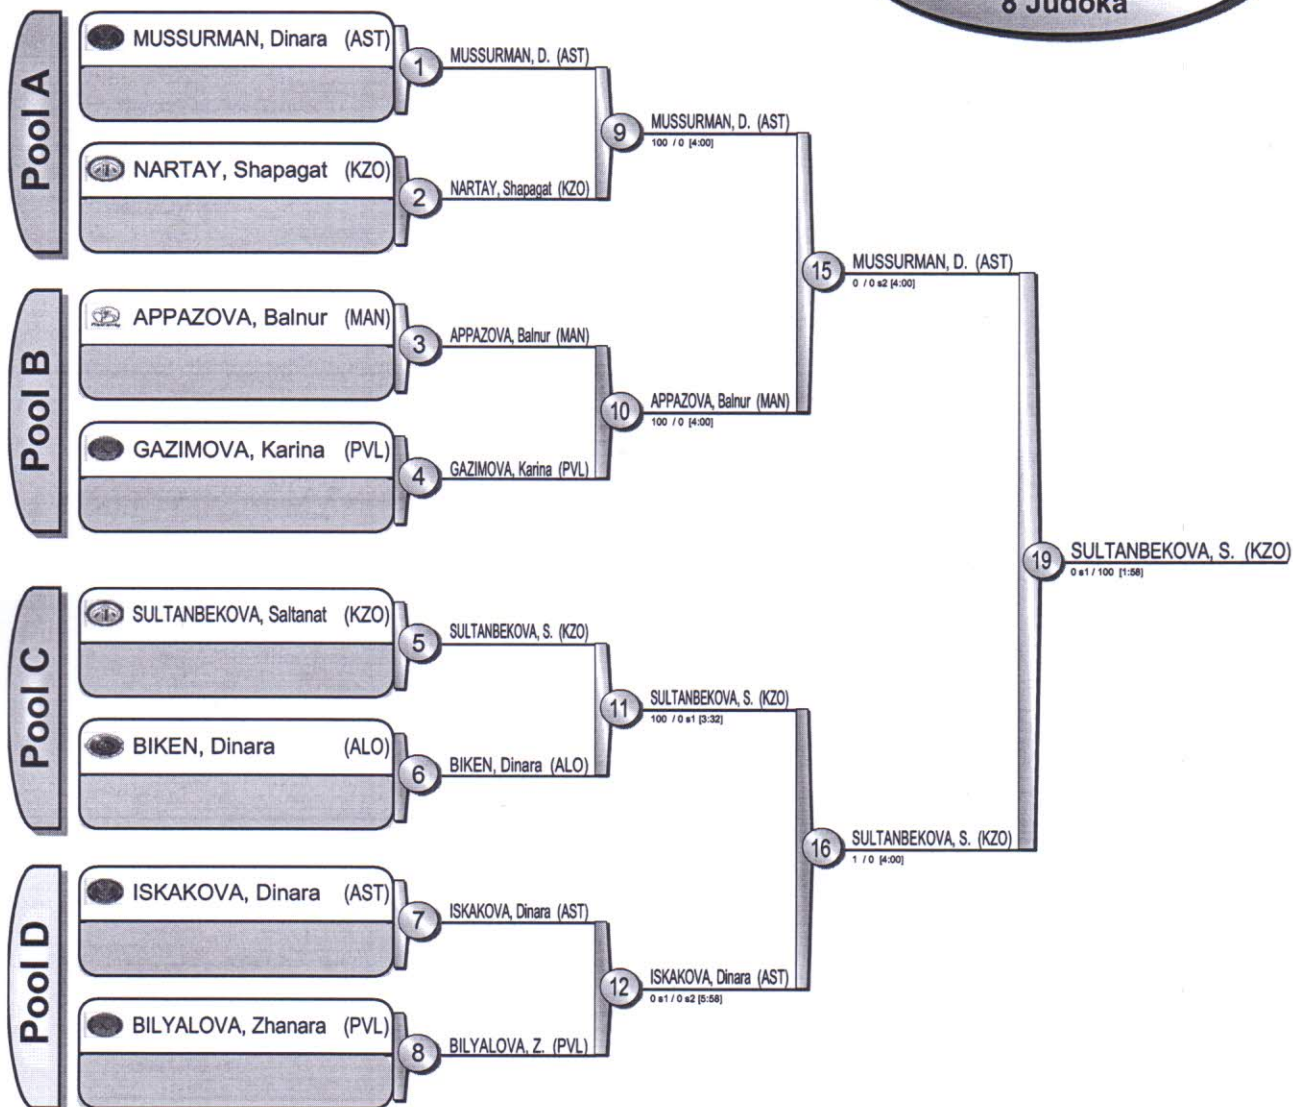 8 Judoka
Pool A
MUSSURMAN, Dinara (AST)
1
MUSSURMAN, D. (AST)
NARTAY, Shapagat (KZO)
2
NARTAY, Shapagat (KZO)
9
MUSSURMAN, D. (AST)
100 / 0 [4:00]
Pool B
APPAZOVA, Balnur (MAN)
3
APPAZOVA, Balnur (MAN)
GAZIMOVA, Karina (PVL)
4
GAZIMOVA, Karina (PVL)
10
APPAZOVA, Balnur (MAN)
100 / 0 [4:00]
15
MUSSURMAN, D. (AST)
0 / 0 s2 [4:00]
Pool C
SULTANBEKOVA, Saltanat (KZO)
5
SULTANBEKOVA, S. (KZO)
BIKEN, Dinara (ALO)
6
BIKEN, Dinara (ALO)
11
SULTANBEKOVA, S. (KZO)
100 / 0 s1 [3:32]
Pool D
ISKAKOVA, Dinara (AST)
7
ISKAKOVA, Dinara (AST)
BILYALOVA, Zhanara (PVL)
8
BILYALOVA, Z. (PVL)
12
ISKAKOVA, Dinara (AST)
0 s1 / 0 s2 [5:58]
16
SULTANBEKOVA, S. (KZO)
1 / 0 [4:00]
19
SULTANBEKOVA, S. (KZO)
0 s1 / 100 [1:58]